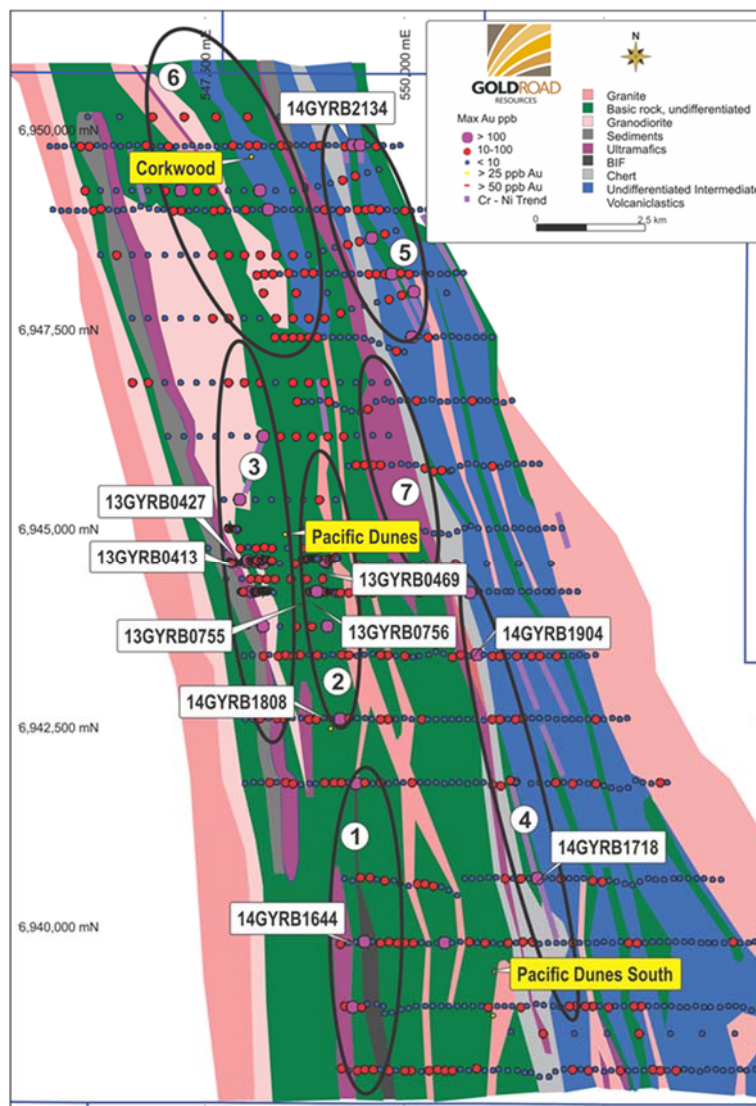 547,500 mE
550,000 mE
N
GOLDROAD
RESOURCES
Max Au ppb
> 100
10-100
< 10
> 25 ppb Au
> 50 ppb Au
Cr - Ni Trend
Granite
Basic rock, undifferentiated
Granodiorite
Sediments
Ultramafics
BIF
Chert
Undifferentiated Intermediate
Volcaniclastics
0
2.5 km
6
14GYRB2134
6,950,000 mN
Corkwood
5
6,947,500 mN
3
7
13GYRB0427
6,945,000 mN
Pacific Dunes
13GYRB0413
13GYRB0469
13GYRB0755
13GYRB0756
14GYRB1904
2
14GYRB1808
6,942,500 mN
1
4
14GYRB1718
14GYRB1644
6,940,000 mN
Pacific Dunes South